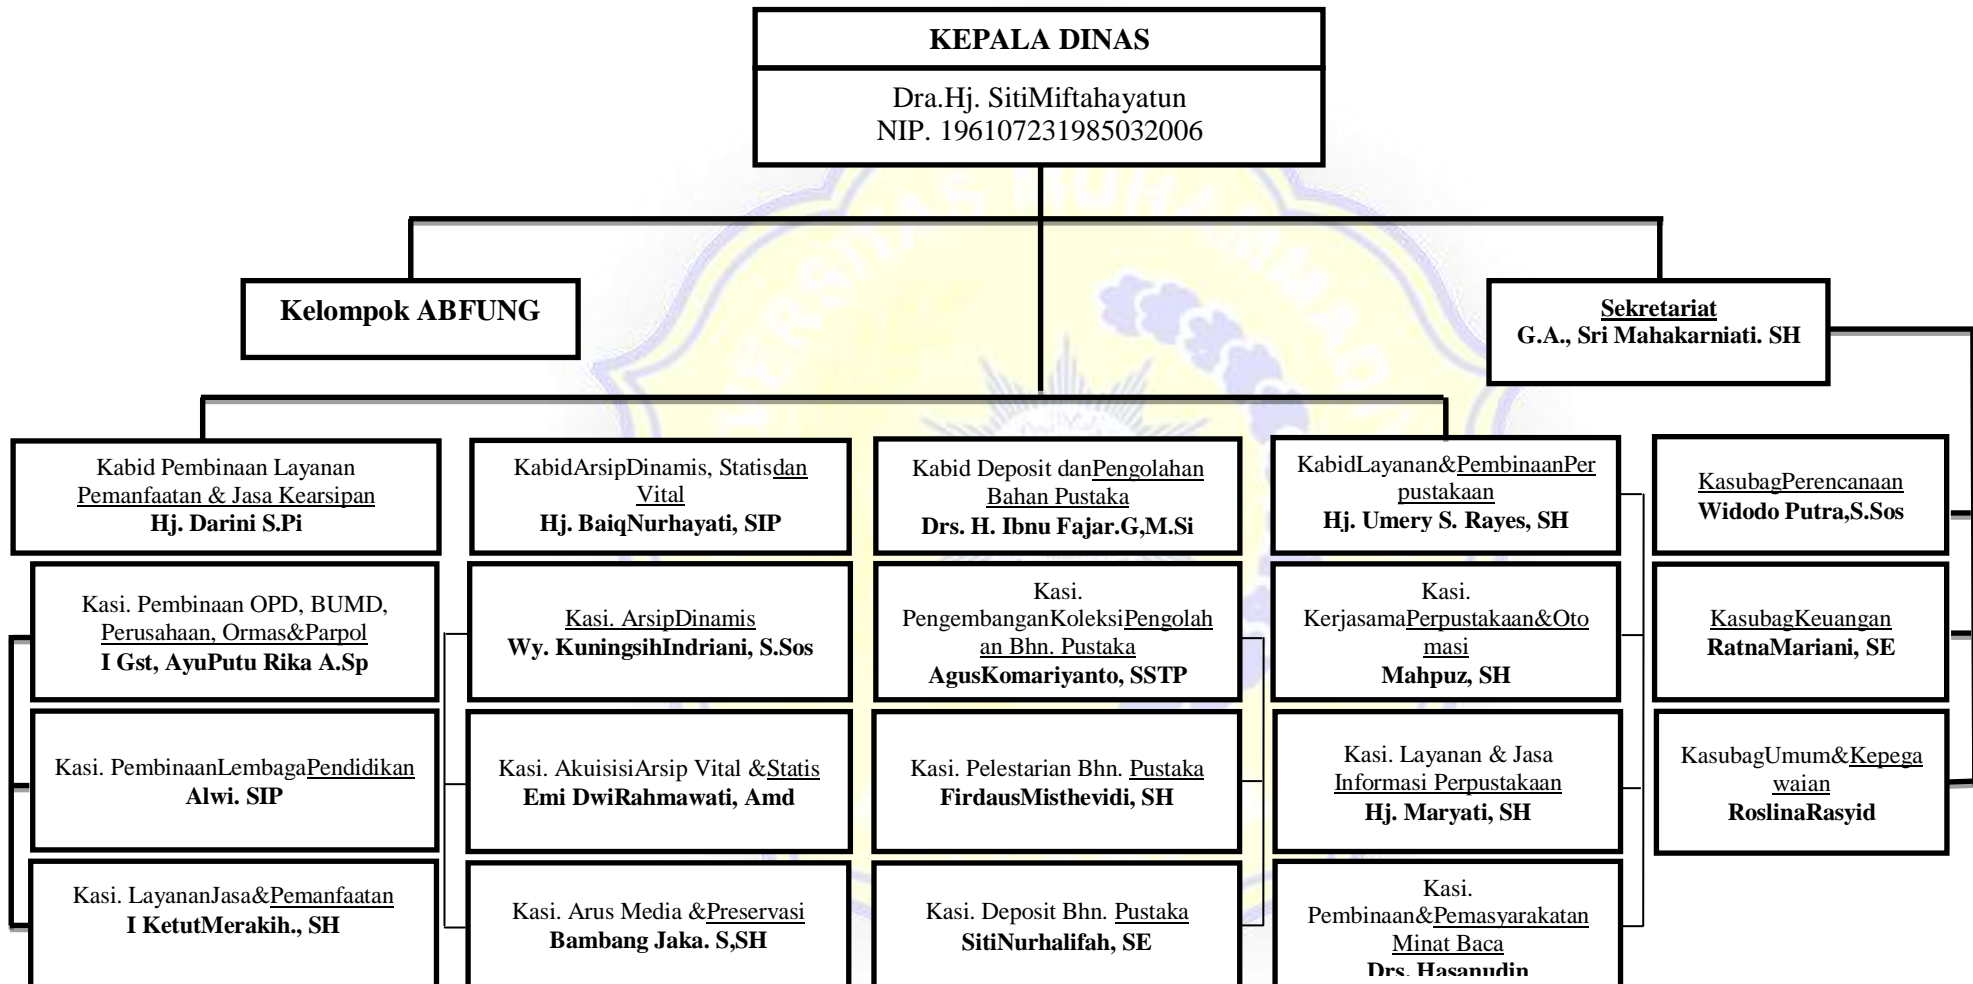 KEPALA DINAS
Dra.Hj. SitiMiftahayatun
NIP. 196107231985032006
Kelompok ABFUNG
Sekretariat
G.A., Sri Mahakarniati. SH
Kabid Pembinaan Layanan
Pemanfaatan & Jasa Kearsipan
Hj. Darini S.Pi
KabidArsipDinamis, Statisdan
Vital
Hj. BaiqNurhayati, SIP
Kabid Deposit danPengolahan
Bahan Pustaka
Drs. H. Ibnu Fajar.G,M.Si
KabidLayanan&PembinaanPer
pustakaan
Hj. Umery S. Rayes, SH
KasubagPerencanaan
Widodo Putra,S.Sos
Kasi. Pembinaan OPD, BUMD,
Perusahaan, Ormas&Parpol
I Gst, AyuPutu Rika A.Sp
Kasi. ArsipDinamis
Wy. KuningsihIndriani, S.Sos
Kasi.
PengembanganKoleksiPengolah
an Bhn. Pustaka
AgusKomariyanto, SSTP
Kasi.
KerjasamaPerpustakaan&Oto
masi
Mahpuz, SH
KasubagKeuangan
RatnaMariani, SE
Kasi. PembinaanLembagaPendidikan
Alwi. SIP
Kasi. AkuisisiArsip Vital &Statis
Emi DwiRahmawati, Amd
Kasi. Pelestarian Bhn. Pustaka
FirdausMisthevidi, SH
Kasi. Layanan & Jasa
Informasi Perpustakaan
Hj. Maryati, SH
KasubagUmum&Kepega
waian
RoslinaRasyid
Kasi. LayananJasa&Pemanfaatan
I KetutMerakih., SH
Kasi. Arus Media &Preservasi
Bambang Jaka. S,SH
Kasi. Deposit Bhn. Pustaka
SitiNurhalifah, SE
Kasi.
Pembinaan&Pemasyarakatan
Minat Baca
Drs. Hasanudin